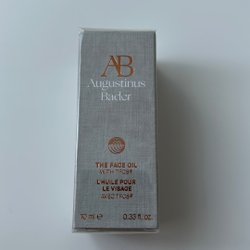 AB
Augustinus
Bader
THE FACE OIL
WITH TFC8®
L'HUILE POUR
LE VISAGE
AVEC TFC8®
10 ml e 0.33 fl.oz.